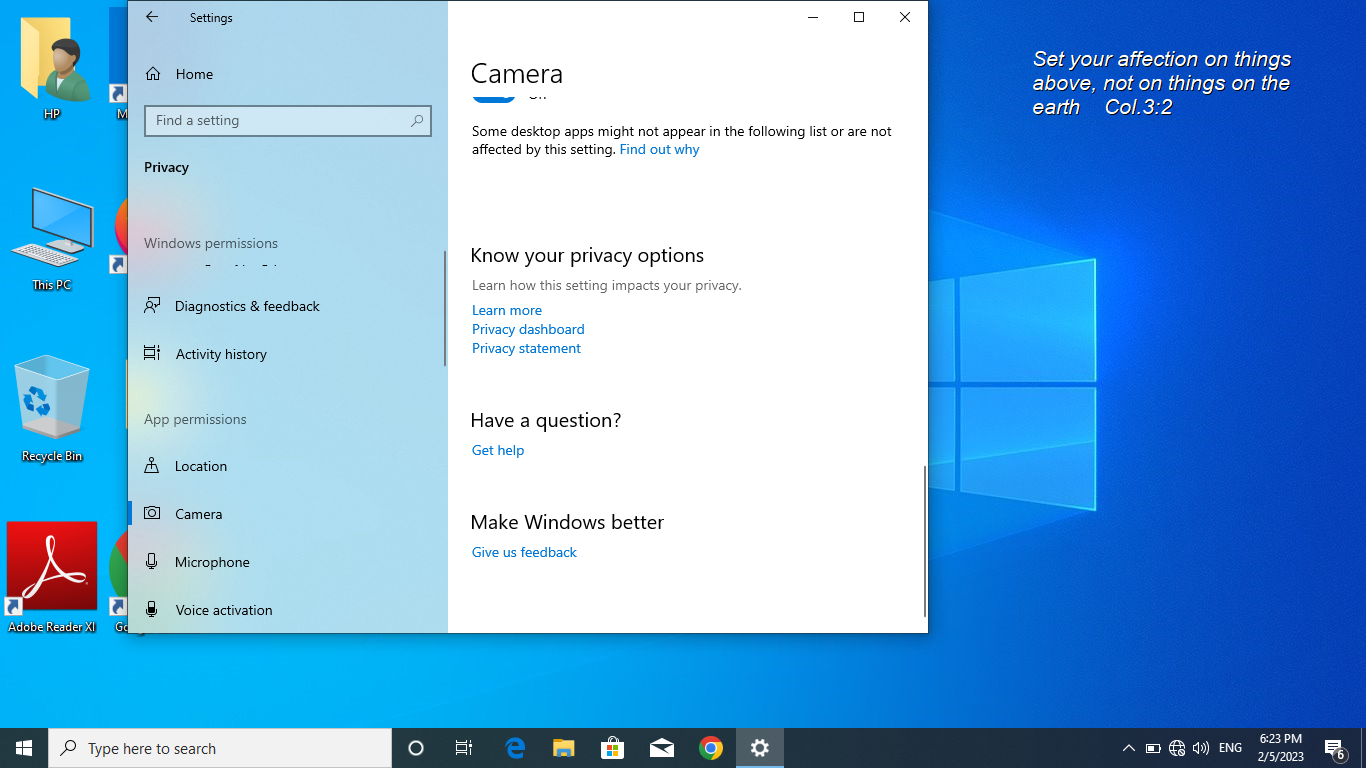 Settings
Home
Find a setting
Privacy
Windows permissions
Diagnostics & feedback
Activity history
App permissions
Location
Camera
Microphone
Voice activation
Camera
Some desktop apps might not appear in the following list or are not
affected by this setting. Find out why
Know your privacy options
Learn how this setting impacts your privacy.
Learn more
Privacy dashboard
Privacy statement
Have a question?
Get help
Make Windows better
Give us feedback
Set your affection on things
above, not on things on the
earth Col.3:2
HP
This PC
Recycle Bin
Adobe Reader XI
Type here to search
ENG
6:23 PM
2/5/2023
6